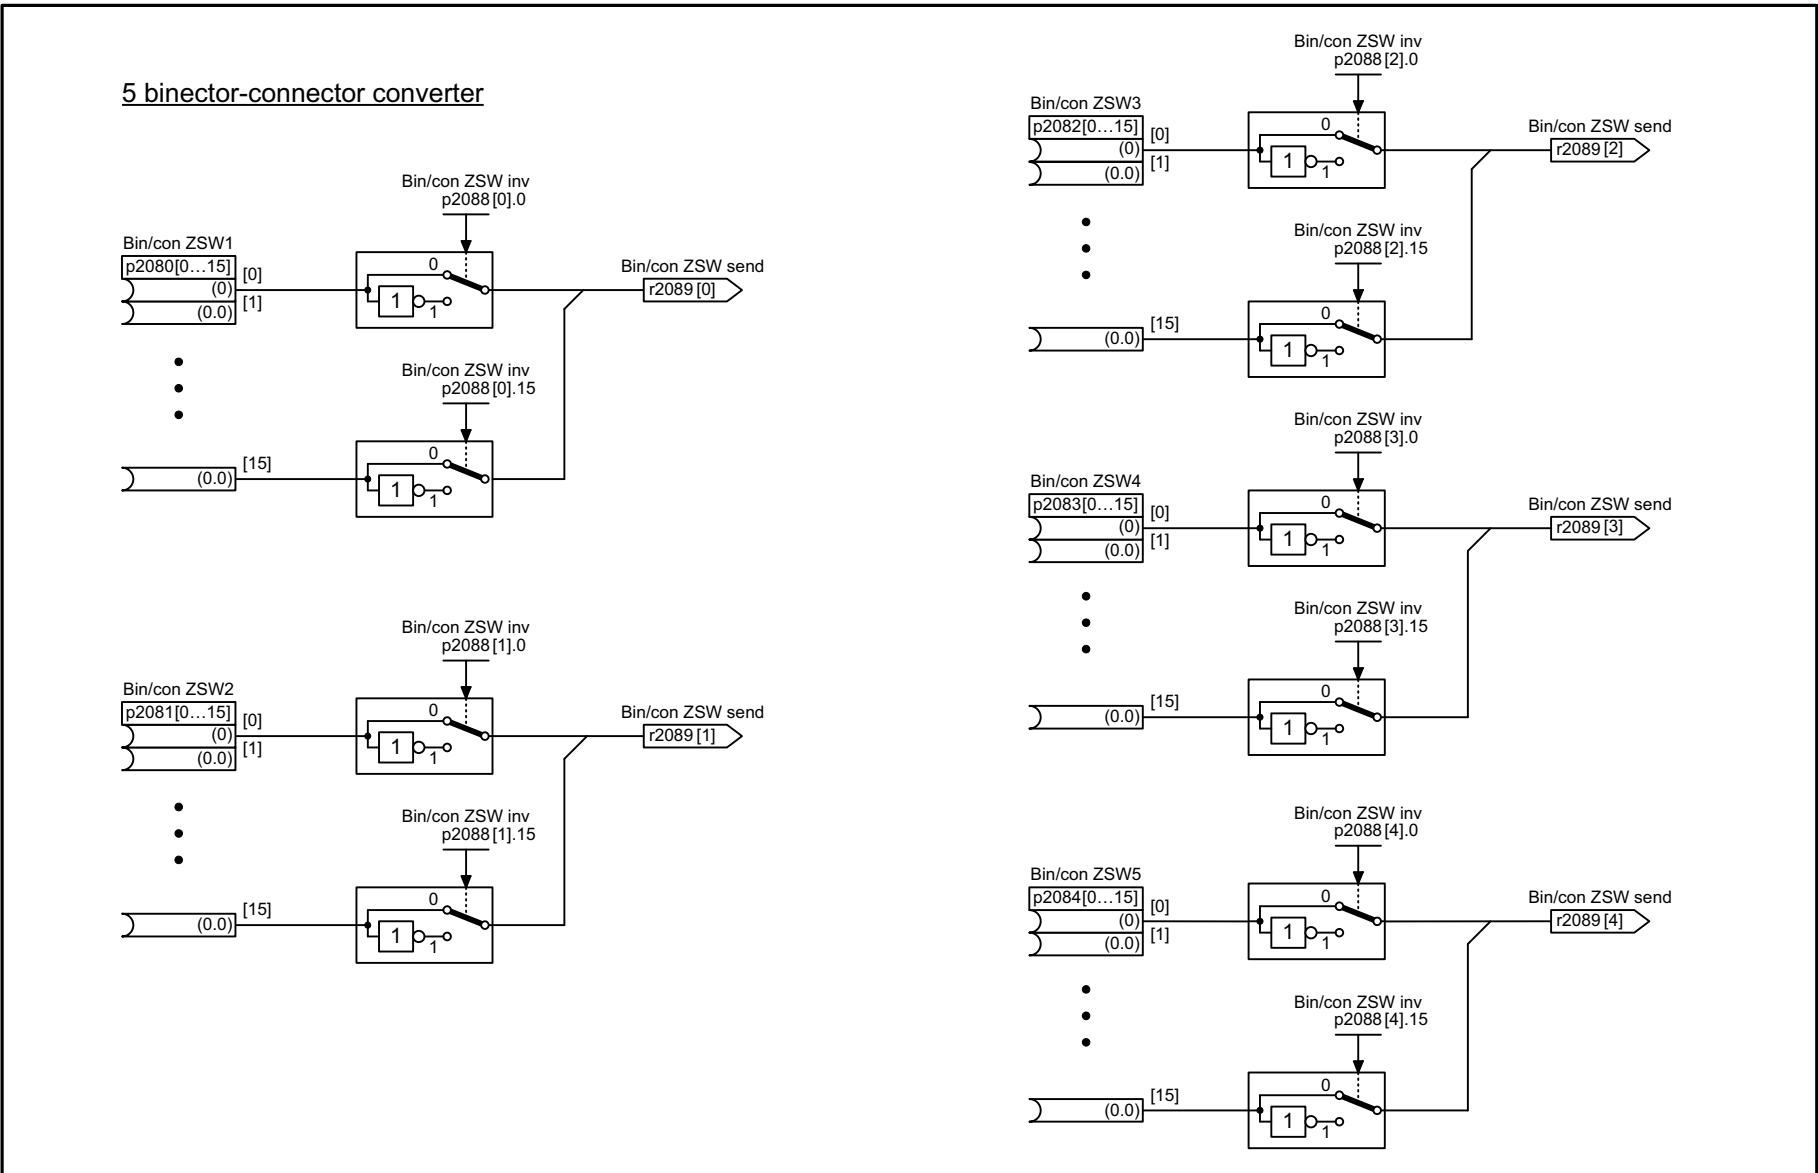 5 binector-connector converter
Bin/con ZSW inv
p2088[0].0
Bin/con ZSW1
p2080[0…15]
[0]
(0)
[1]
(0.0)
0
1
1
Bin/con ZSW send
r2089[0]
Bin/con ZSW inv
p2088[0].15
[15]
(0.0)
0
1
1
Bin/con ZSW inv
p2088[1].0
Bin/con ZSW2
p2081[0…15]
[0]
(0)
[1]
(0.0)
0
1
1
Bin/con ZSW send
r2089[1]
Bin/con ZSW inv
p2088[1].15
[15]
(0.0)
0
1
1
Bin/con ZSW inv
p2088[2].0
Bin/con ZSW3
p2082[0…15]
[0]
(0)
[1]
(0.0)
0
1
1
Bin/con ZSW send
r2089[2]
Bin/con ZSW inv
p2088[2].15
[15]
(0.0)
0
1
1
Bin/con ZSW inv
p2088[3].0
Bin/con ZSW4
p2083[0…15]
[0]
(0)
[1]
(0.0)
0
1
1
Bin/con ZSW send
r2089[3]
Bin/con ZSW inv
p2088[3].15
[15]
(0.0)
0
1
1
Bin/con ZSW inv
p2088[4].0
Bin/con ZSW5
p2084[0…15]
[0]
(0)
[1]
(0.0)
0
1
1
Bin/con ZSW send
r2089[4]
Bin/con ZSW inv
p2088[4].15
[15]
(0.0)
0
1
1